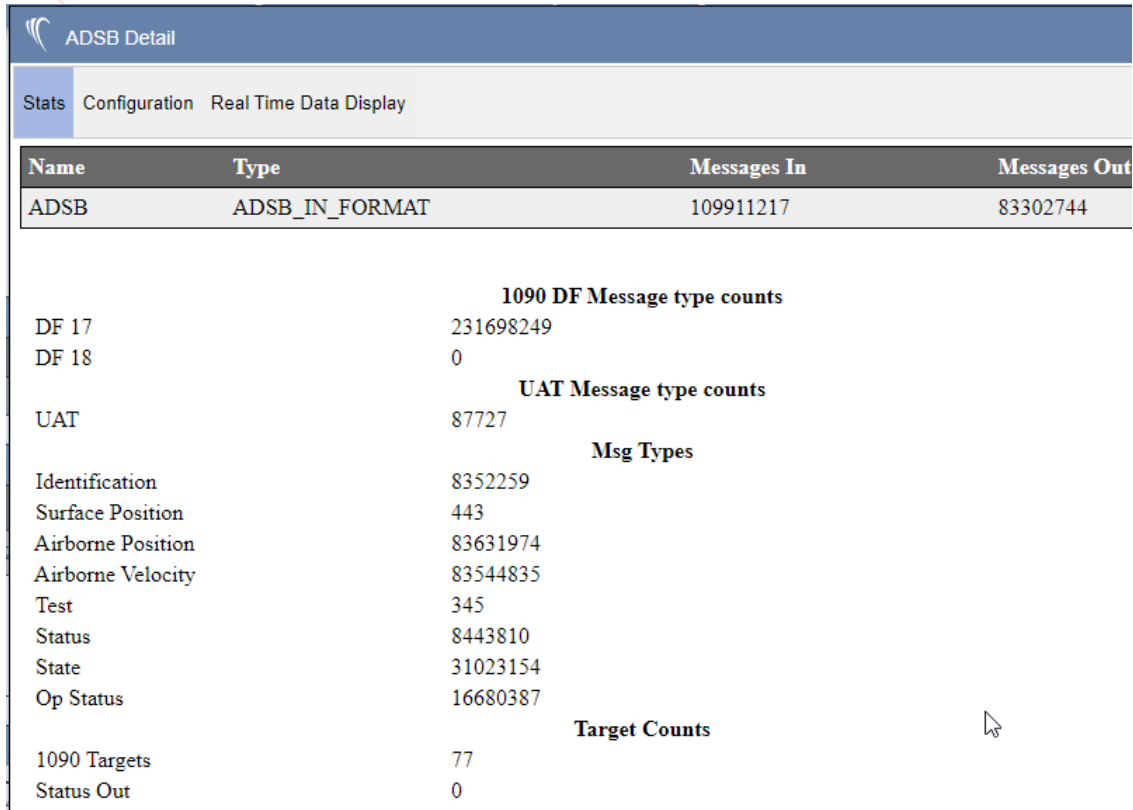 ADSB Detail
Stats Configuration Real Time Data Display
Name Type Messages In Messages Out
ADSB ADSB_IN_FORMAT 109911217 83302744
1090 DF Message type counts
DF 17 231698249
DF 18 0
UAT Message type counts
UAT 87727
Msg Types
Identification 8352259
Surface Position 443
Airborne Position 83631974
Airborne Velocity 83544835
Test 345
Status 8443810
State 31023154
Op Status 16680387
Target Counts
1090 Targets 77
Status Out 0